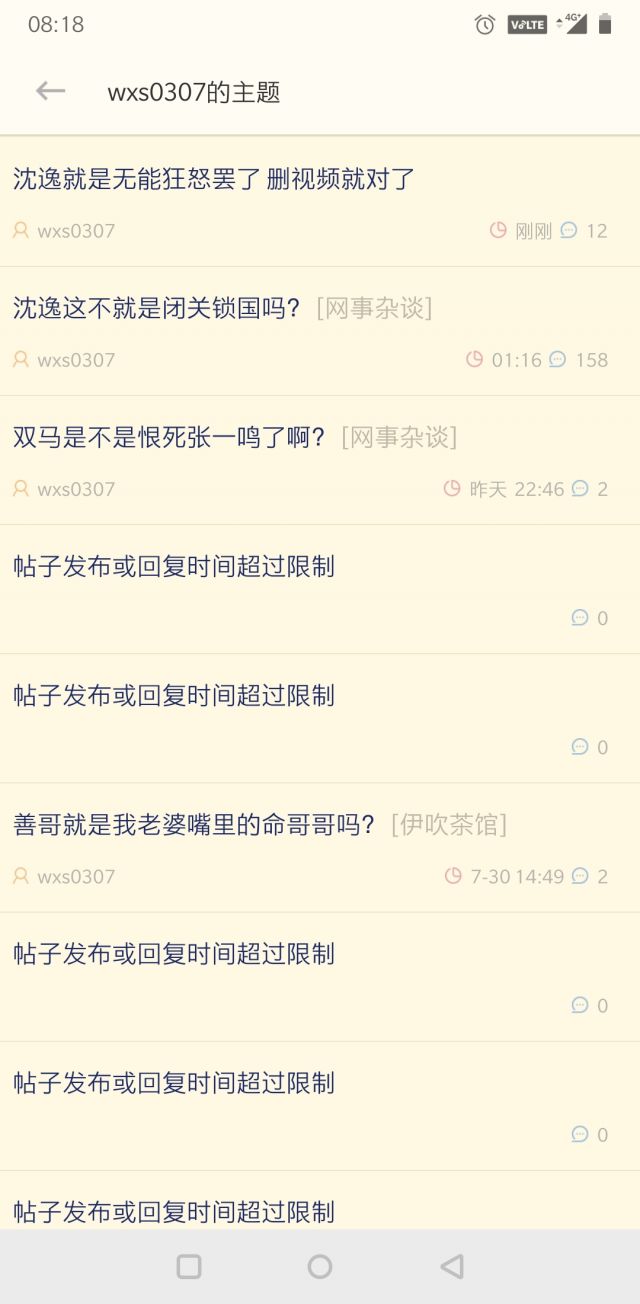 08:18 VoLTE 4G+
wxs0307的主题
沈逸就是无能狂怒罢了 删视频就对了
wxs0307 刚刚 12
沈逸这不就是闭关锁国吗? [网事杂谈]
wxs0307 01:16 158
双马是不是恨死张一鸣了啊? [网事杂谈]
wxs0307 昨天 22:46 2
帖子发布或回复时间超过限制
0
帖子发布或回复时间超过限制
0
善哥就是我老婆嘴里的命哥哥吗? [伊吹茶馆]
wxs0307 7-30 14:49 2
帖子发布或回复时间超过限制
0
帖子发布或回复时间超过限制
0
帖子发布或回复时间超过限制